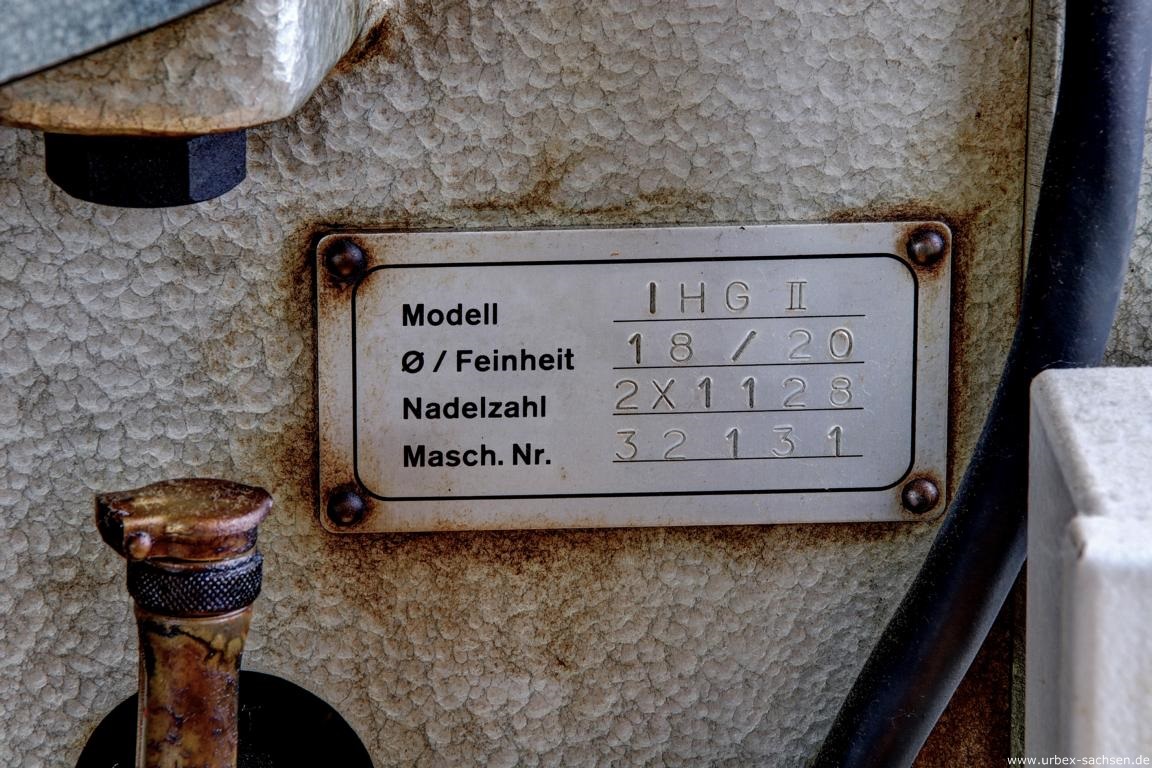 Modell IHG II
Ø / Feinheit 18 / 20
Nadelzahl 2X1128
Masch. Nr. 32131
www.urbex-sachsen.de